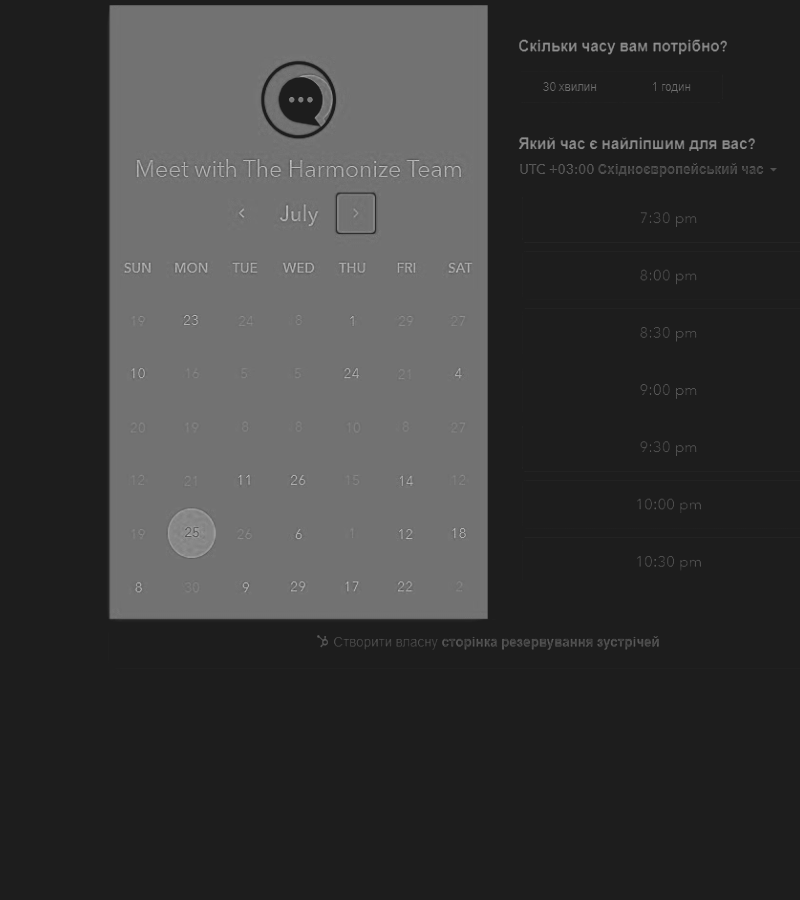 Meet with The Harmonize Team
July
SUN MON TUE WED THU FRI SAT
19 23 24 8 1 29 27
10 16 5 5 24 21 4
20 19 8 8 10 8 27
12 21 11 26 15 14 12
19 25 26 6 1 12 18
8 30 9 29 17 22 2
Скільки часу вам потрібно?
30 хвилин 1 годин
Який час є найліпшим для вас?
UTC +03:00 Східноєвропейський час
7:30 pm
8:00 pm
8:30 pm
9:00 pm
9:30 pm
10:00 pm
10:30 pm
Створити власну сторінка резервування зустрічей